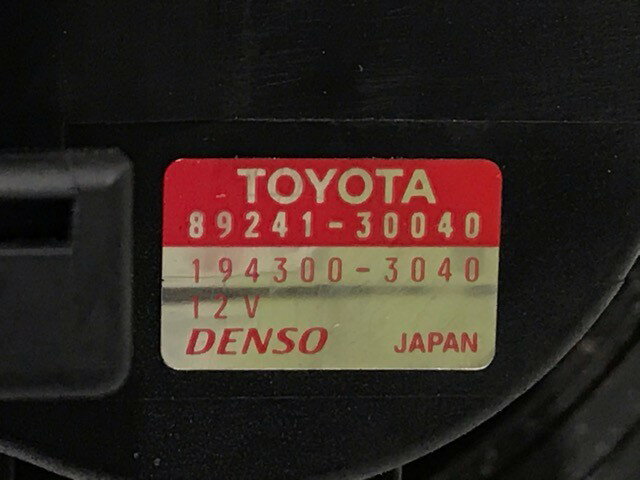 TOYOTA
89241-30040
194300-3040
12V
DENSO JAPAN